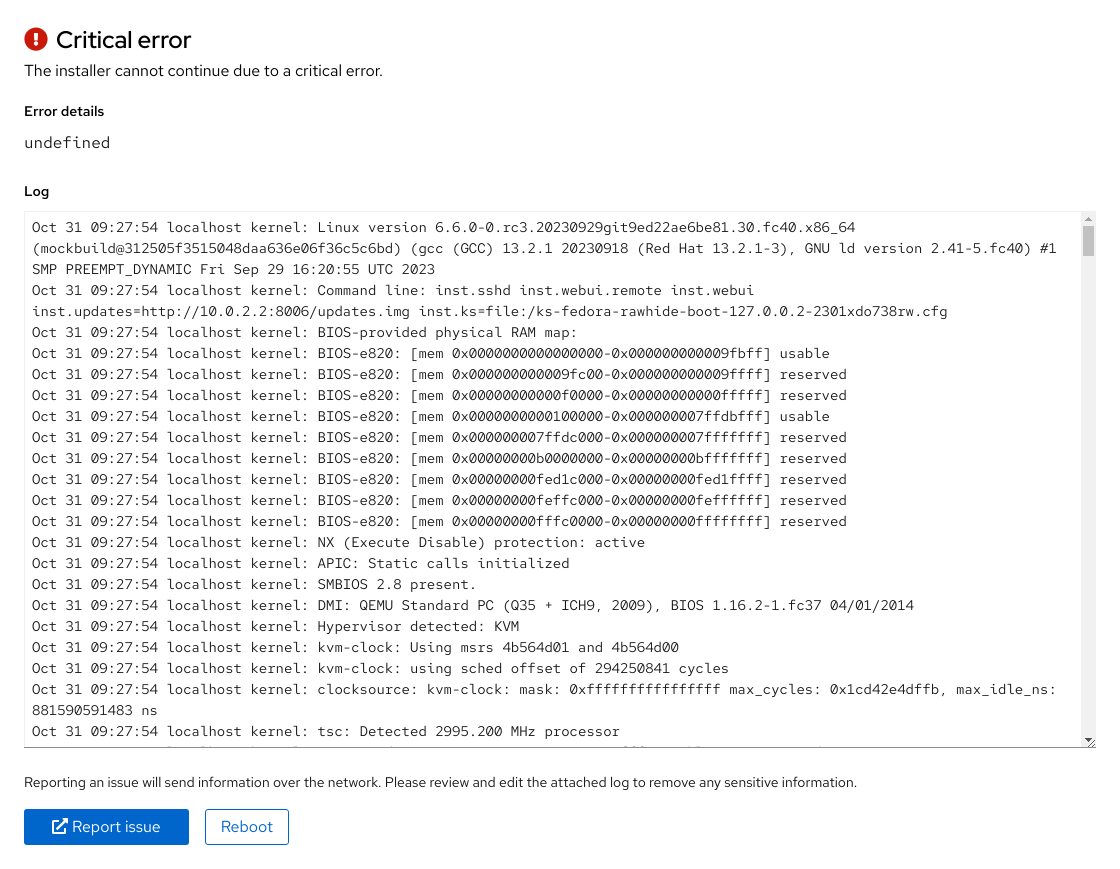 Critical error
The installer cannot continue due to a critical error.
Error details
undefined
Log
Oct 31 09:27:54 localhost kernel: Linux version 6.6.0-0.rc3.20230929git9ed22ae6be81.30.fc40.x86_64
(mockbuild@312505f3515048daa636e06f36c5c6bd) (gcc (GCC) 13.2.1 20230918 (Red Hat 13.2.1-3), GNU ld version 2.41-5.fc40) #1
SMP PREEMPT_DYNAMIC Fri Sep 29 16:20:55 UTC 2023
Oct 31 09:27:54 localhost kernel: Command line: inst.sshd inst.webui.remote inst.webui
inst.updates=http://10.0.2.2:8006/updates.img inst.ks=file:/ks-fedora-rawhide-boot-127.0.0.2-2301xdo738rw.cfg
Oct 31 09:27:54 localhost kernel: BIOS-provided physical RAM map:
Oct 31 09:27:54 localhost kernel: BIOS-e820: [mem 0x0000000000000000-0x000000000009fbff] usable
Oct 31 09:27:54 localhost kernel: BIOS-e820: [mem 0x000000000009fc00-0x000000000009ffff] reserved
Oct 31 09:27:54 localhost kernel: BIOS-e820: [mem 0x00000000000f0000-0x00000000000fffff] reserved
Oct 31 09:27:54 localhost kernel: BIOS-e820: [mem 0x0000000000100000-0x000000007ffdbfff] usable
Oct 31 09:27:54 localhost kernel: BIOS-e820: [mem 0x000000007ffdc000-0x000000007fffffff] reserved
Oct 31 09:27:54 localhost kernel: BIOS-e820: [mem 0x00000000b0000000-0x00000000bfffffff] reserved
Oct 31 09:27:54 localhost kernel: BIOS-e820: [mem 0x00000000fed1c000-0x00000000fed1ffff] reserved
Oct 31 09:27:54 localhost kernel: BIOS-e820: [mem 0x00000000feffc000-0x00000000feffffff] reserved
Oct 31 09:27:54 localhost kernel: BIOS-e820: [mem 0x00000000fffc0000-0x00000000ffffffff] reserved
Oct 31 09:27:54 localhost kernel: NX (Execute Disable) protection: active
Oct 31 09:27:54 localhost kernel: APIC: Static calls initialized
Oct 31 09:27:54 localhost kernel: SMBIOS 2.8 present.
Oct 31 09:27:54 localhost kernel: DMI: QEMU Standard PC (Q35 + ICH9, 2009), BIOS 1.16.2-1.fc37 04/01/2014
Oct 31 09:27:54 localhost kernel: Hypervisor detected: KVM
Oct 31 09:27:54 localhost kernel: kvm-clock: Using msrs 4b564d01 and 4b564d00
Oct 31 09:27:54 localhost kernel: kvm-clock: using sched offset of 294250841 cycles
Oct 31 09:27:54 localhost kernel: clocksource: kvm-clock: mask: 0xffffffffffffffff max_cycles: 0x1cd42e4dffb, max_idle_ns:
881590591483 ns
Oct 31 09:27:54 localhost kernel: tsc: Detected 2995.200 MHz processor
Reporting an issue will send information over the network. Please review and edit the attached log to remove any sensitive information.
Report issue
Reboot